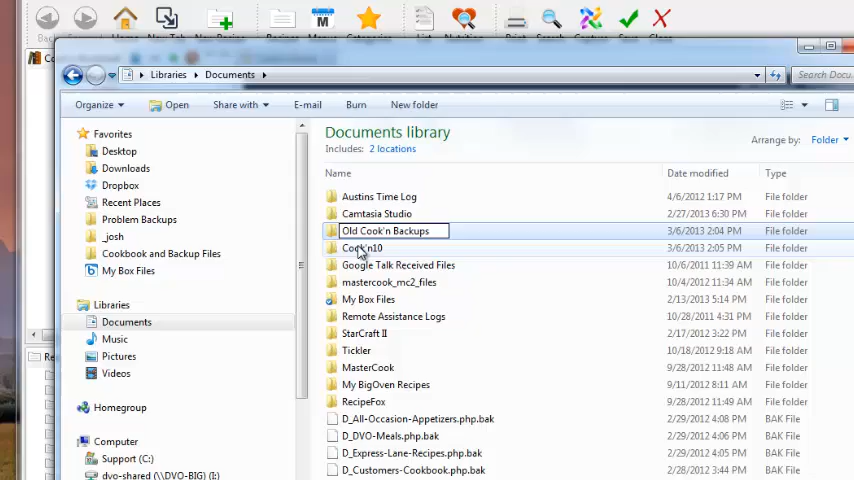 Libraries ▸ Documents ▸
Search Docu...
Organize Open Share with E-mail Burn New folder
Favorites
Desktop
Downloads
Dropbox
Recent Places
Problem Backups
_josh
Cookbook and Backup Files
My Box Files
Libraries
Documents
Music
Pictures
Videos
Homegroup
Computer
Support (C:)
dvo-shared (\\DVO-BIG) (I:)
Documents library
Includes: 2 locations
Arrange by: Folder
Name Date modified Type
Austins Time Log 4/6/2012 1:17 PM File folder
Camtasia Studio 2/27/2013 6:30 PM File folder
Old Cook'n Backups 3/6/2013 2:04 PM File folder
Cook'n10 3/6/2013 2:05 PM File folder
Google Talk Received Files 10/6/2011 11:39 AM File folder
mastercook_mc2_files 10/4/2012 11:34 AM File folder
My Box Files 2/13/2013 5:14 PM File folder
Remote Assistance Logs 10/28/2011 4:31 PM File folder
StarCraft II 2/17/2012 3:22 PM File folder
Tickler 10/18/2012 9:18 AM File folder
MasterCook 9/28/2012 11:48 AM File folder
My BigOven Recipes 9/11/2012 8:11 AM File folder
RecipeFox 9/28/2012 11:49 AM File folder
D_All-Occasion-Appetizers.php.bak 2/29/2012 4:08 PM BAK File
D_DVO-Meals.php.bak 2/29/2012 4:06 PM BAK File
D_Express-Lane-Recipes.php.bak 2/29/2012 4:05 PM BAK File
D_Customers-Cookbook.php.bak 2/28/2012 3:44 PM BAK File